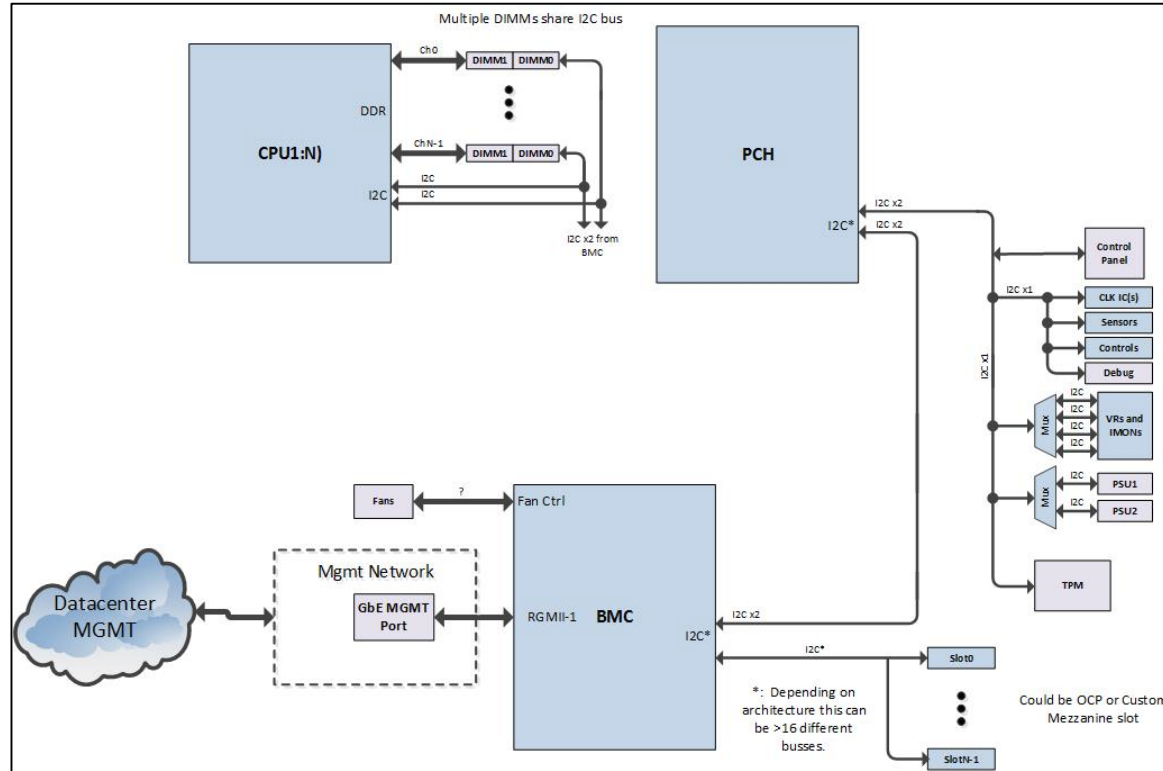 Multiple DIMMs share I2C bus
Ch0
DIMM1 DIMM0
DDR
CPU1:N)
ChN-1
DIMM1 DIMM0
I2C
I2C
I2C
I2C x2 from
BMC
PCH
I2C*
I2C x2
I2C x2
Control
Panel
I2C x1
CLK IC(s)
Sensors
Controls
Debug
I2C x1
Mux
I2C
I2C
I2C
I2C
VRs and
IMONs
Mux
I2C
I2C
PSU1
PSU2
TPM
Fans
?
Fan Ctrl
Mgmt Network
Datacenter
MGMT
GbE MGMT
Port
RGMII-1
BMC
I2C*
I2C x2
I2C*
Slot0
*: Depending on
architecture this can
be >16 different
busses.
Could be OCP or Custom
Mezzanine slot
SlotN-1